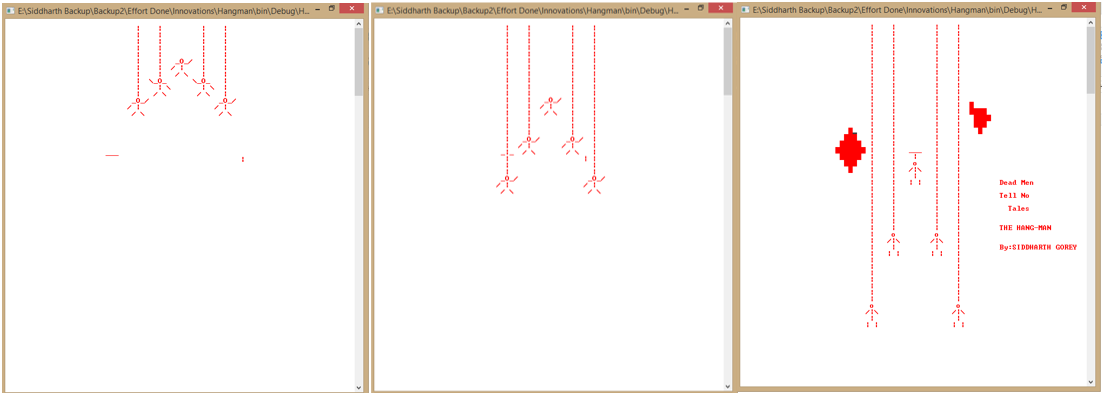 E:\Siddharth Backup\Backup2\Effort Done\Innovations\Hangman\bin\Debug\H...
E:\Siddharth Backup\Backup2\Effort Done\Innovations\Hangman\bin\Debug\H...
E:\Siddharth Backup\Backup2\Effort Done\Innovations\Hangman\bin\Debug\H...
Dead Men
Tell No
Tales
THE HANG-MAN
By:SIDDHARTH GOREY